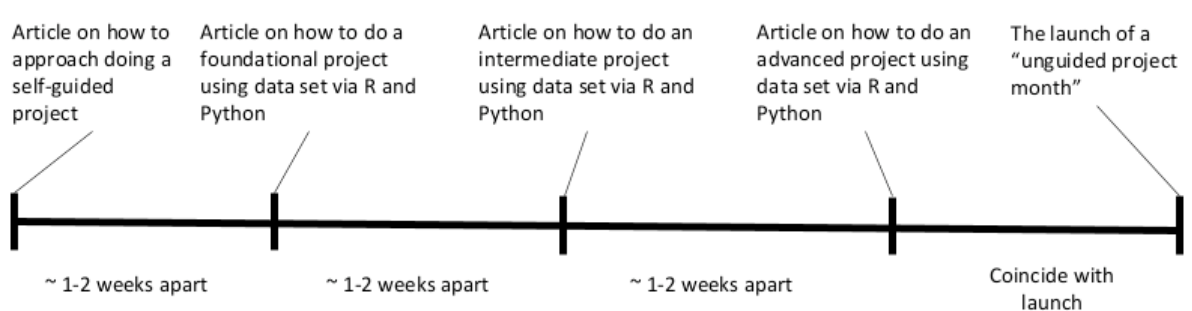 Article on how to
approach doing a
self-guided
project
Article on how to do a
foundational project
using data set via R and
Python
Article on how to do an
intermediate project
using data set via R and
Python
Article on how to do an
advanced project using
data set via R and
Python
The launch of a
“unguided project
month”
~ 1-2 weeks apart
~ 1-2 weeks apart
~ 1-2 weeks apart
Coincide with
launch